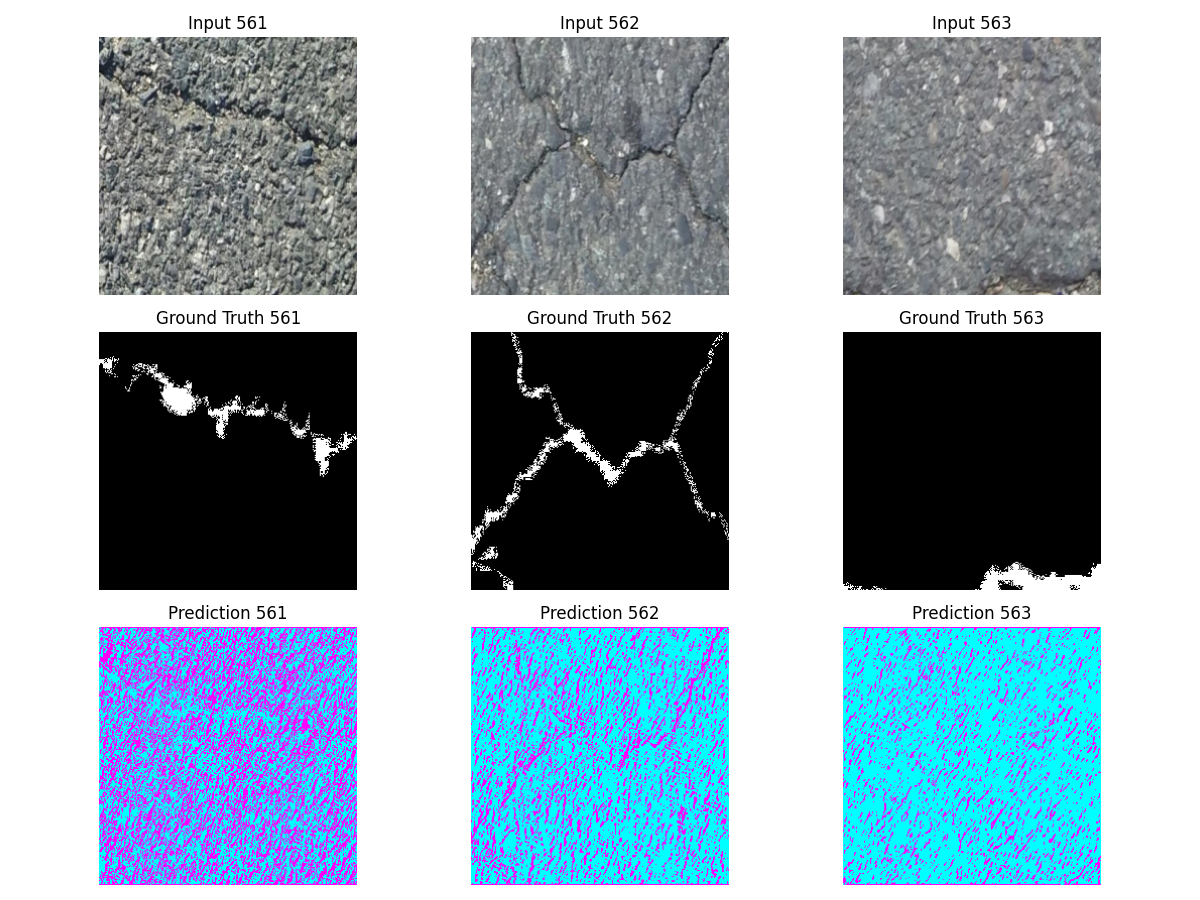 Input 561
Input 562
Input 563
Ground Truth 561
Ground Truth 562
Ground Truth 563
Prediction 561
Prediction 562
Prediction 563